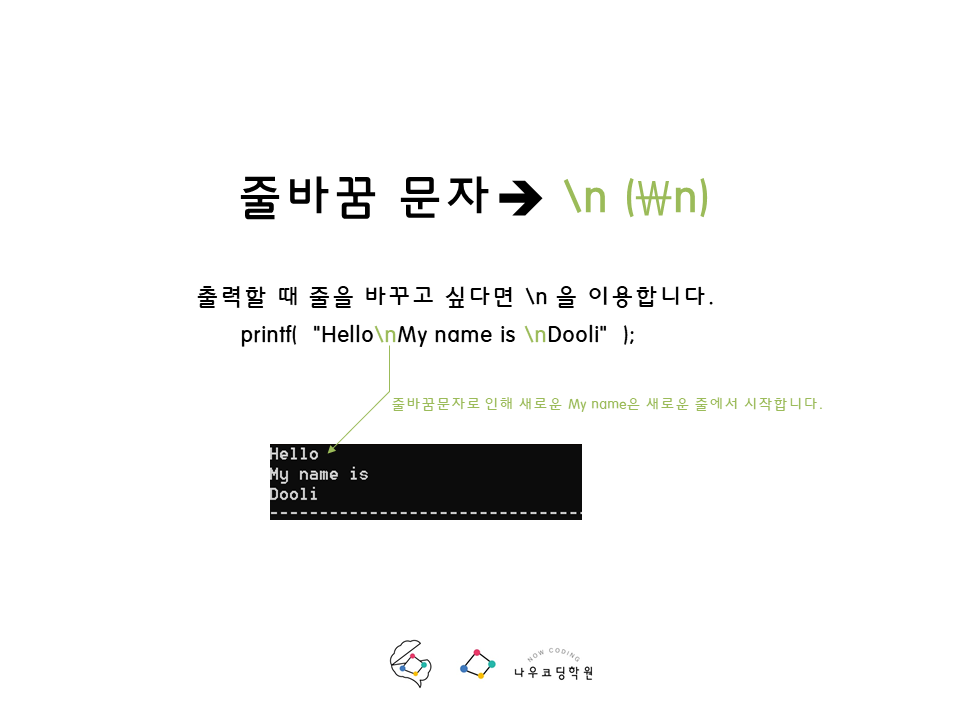 줄바꿈 문자➔ \n (₩n)
출력할 때 줄을 바꾸고 싶다면 \n 을 이용합니다.
printf( "Hello\nMy name is \nDooli" );
줄바꿈문자로 인해 새로운 My name은 새로운 줄에서 시작합니다.
Hello
My name is
Dooli
--------------------------------
NOW CODING
나우코딩학원